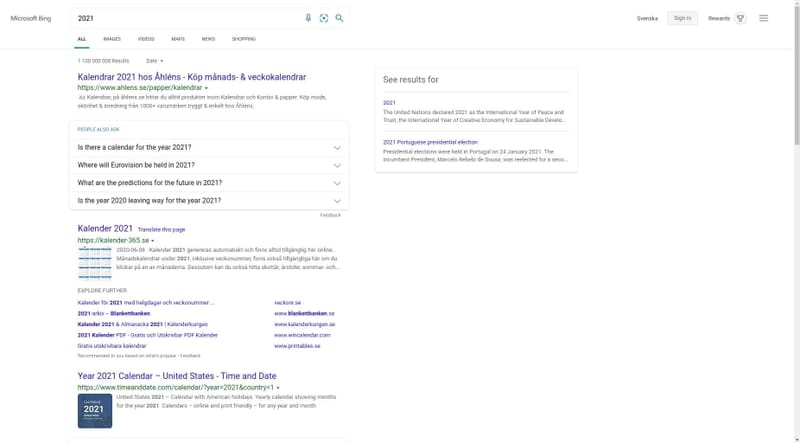 Microsoft Bing
2021
Svenska
Sign in
Rewards
ALL
IMAGES
VIDEOS
MAPS
NEWS
SHOPPING
1 100 000 000 Results
Date
Kalendrar 2021 hos Åhléns - Köp månads- & veckokalendrar
https://www.ahlens.se/papper/kalendrar
Ad Kalendrar, på åhlens.se hittar du alltid produkter inom Kalendrar och Kontor & papper. Köp mode,
skönhet & inredning från 1000+ varumärken tryggt & enkelt hos Åhléns.
PEOPLE ALSO ASK
Is there a calendar for the year 2021?
Where will Eurovision be held in 2021?
What are the predictions for the future in 2021?
Is the year 2020 leaving way for the year 2021?
Feedback
Kalender 2021
Translate this page
https://kalender-365.se
2020-06-08 · Kalender 2021 genereras automatiskt och finns alltid tillgänglig här online.
Månadskalendrar under 2021, inklusive veckonummer, finns också tillgängliga här om du
klickar på en av månaderna. Dessutom kan du också hitta skottår, årstider, sommar- och...
EXPLORE FURTHER
Kalender för 2021 med helgdagar och veckonummer ...
veckonr.se
2021-arkiv – Blankettbanken
www.blankettbanken.se
Kalender 2021 & Almanacka 2021 | Kalenderkungen
www.kalenderkungen.se
2021 Kalender PDF - Gratis och Utskrivbar PDF Kalender
www.wincalendar.com
Gratis utskrivbara kalendrar
www.printables.se
Recommended to you based on what's popular • Feedback
Year 2021 Calendar – United States - Time and Date
https://www.timeanddate.com/calendar/?year=2021&country=1
2021
United States 2021 – Calendar with American holidays. Yearly calendar showing months
for the year 2021. Calendars – online and print friendly – for any year and month
See results for
2021
The United Nations declared 2021 as the International Year of Peace and
Trust, the International Year of Creative Economy for Sustainable Develo...
2021 Portuguese presidential election
Presidential elections were held in Portugal on 24 January 2021. The
incumbent President, Marcelo Rebelo de Sousa, was reelected for a seco...